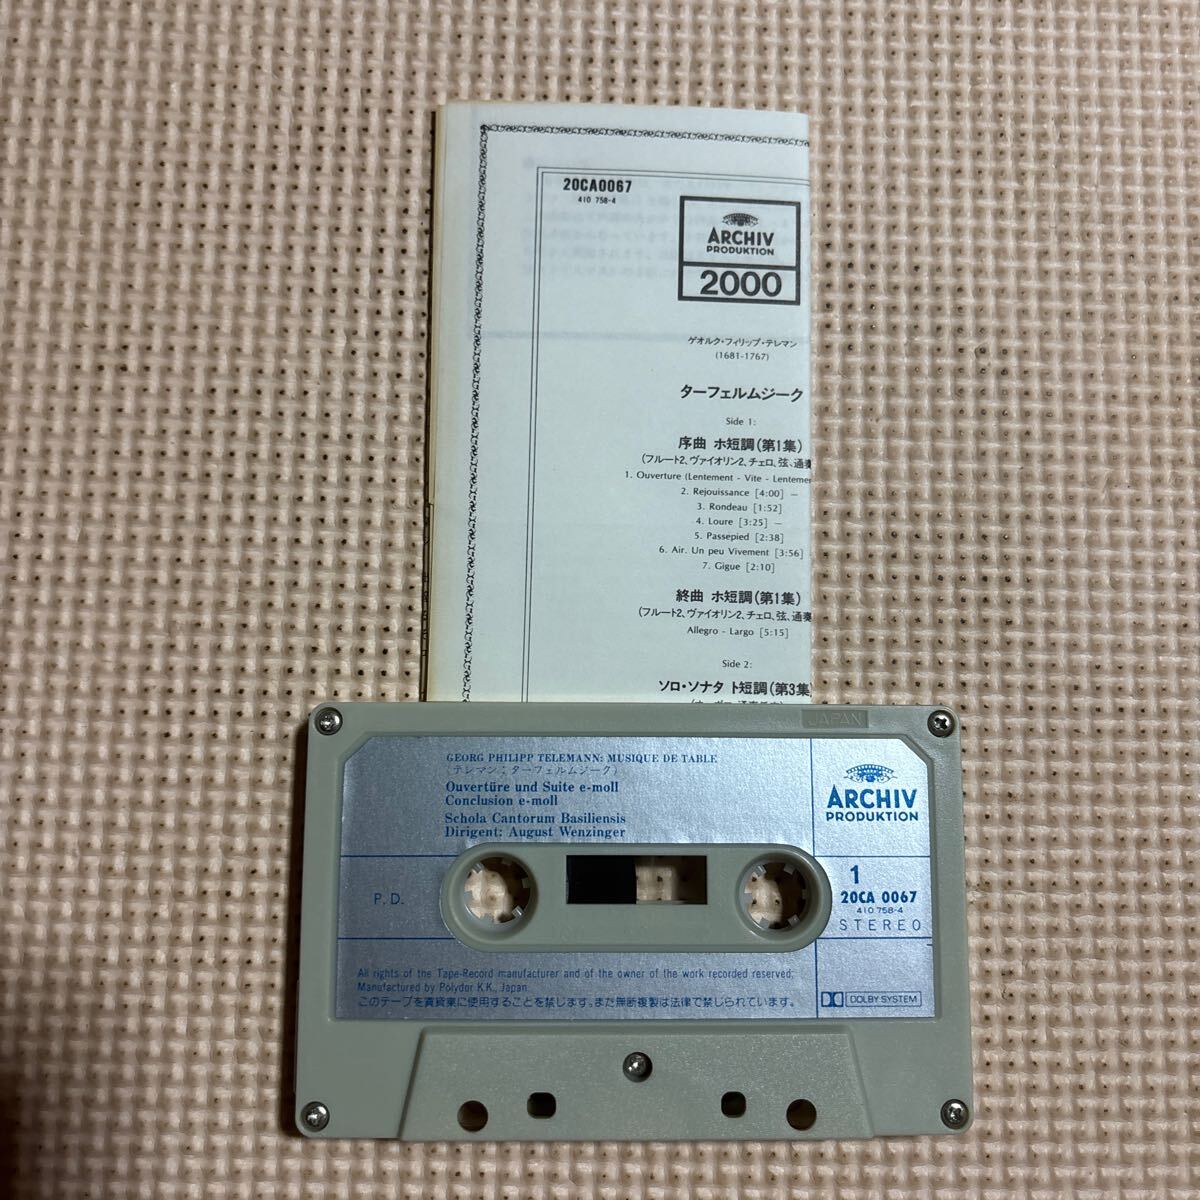 20CA0067
410 758-4
ARCHIV
PRODUKTION
2000
ゲオルク・フィリップ・テレマン
(1681-1767)
ターフェルムジーク
Side 1:
序曲 ホ短調(第1集)
(フルート2、ヴァイオリン2、チェロ、弦、通奏
1. Ouverture (Lentement - Vite - Lentemen
2. Rejouissance [4:00] —
3. Rondeau [1:52]
4. Loure [3:25] —
5. Passepied [2:38]
6. Air. Un peu Vivement [3:56]
7. Gigue [2:10]
終曲 ホ短調(第1集)
(フルート2、ヴァイオリン2、チェロ、弦、通奏
Allegro - Largo [5:15]
Side 2:
ソロ・ソナタ ト短調(第3集
JAPAN
GEORG PHILIPP TELEMANN: MUSIQUE DE TABLE
(テレマン:ターフェルムジーク)
Ouvertüre und Suite e-moll
Conclusion e-moll
Schola Cantorum Basiliensis
Dirigent: August Wenzinger
ARCHIV
PRODUKTION
P.D.
1
20CA 0067
410 758-4
STEREO
All rights of the Tape-Record manufacturer and of the owner of the work recorded reserved.
Manufactured by Polydor K.K., Japan.
このテープを賃貸業に使用することを禁じます。また無断複製は法律で禁じられています。
DOLBY SYSTEM